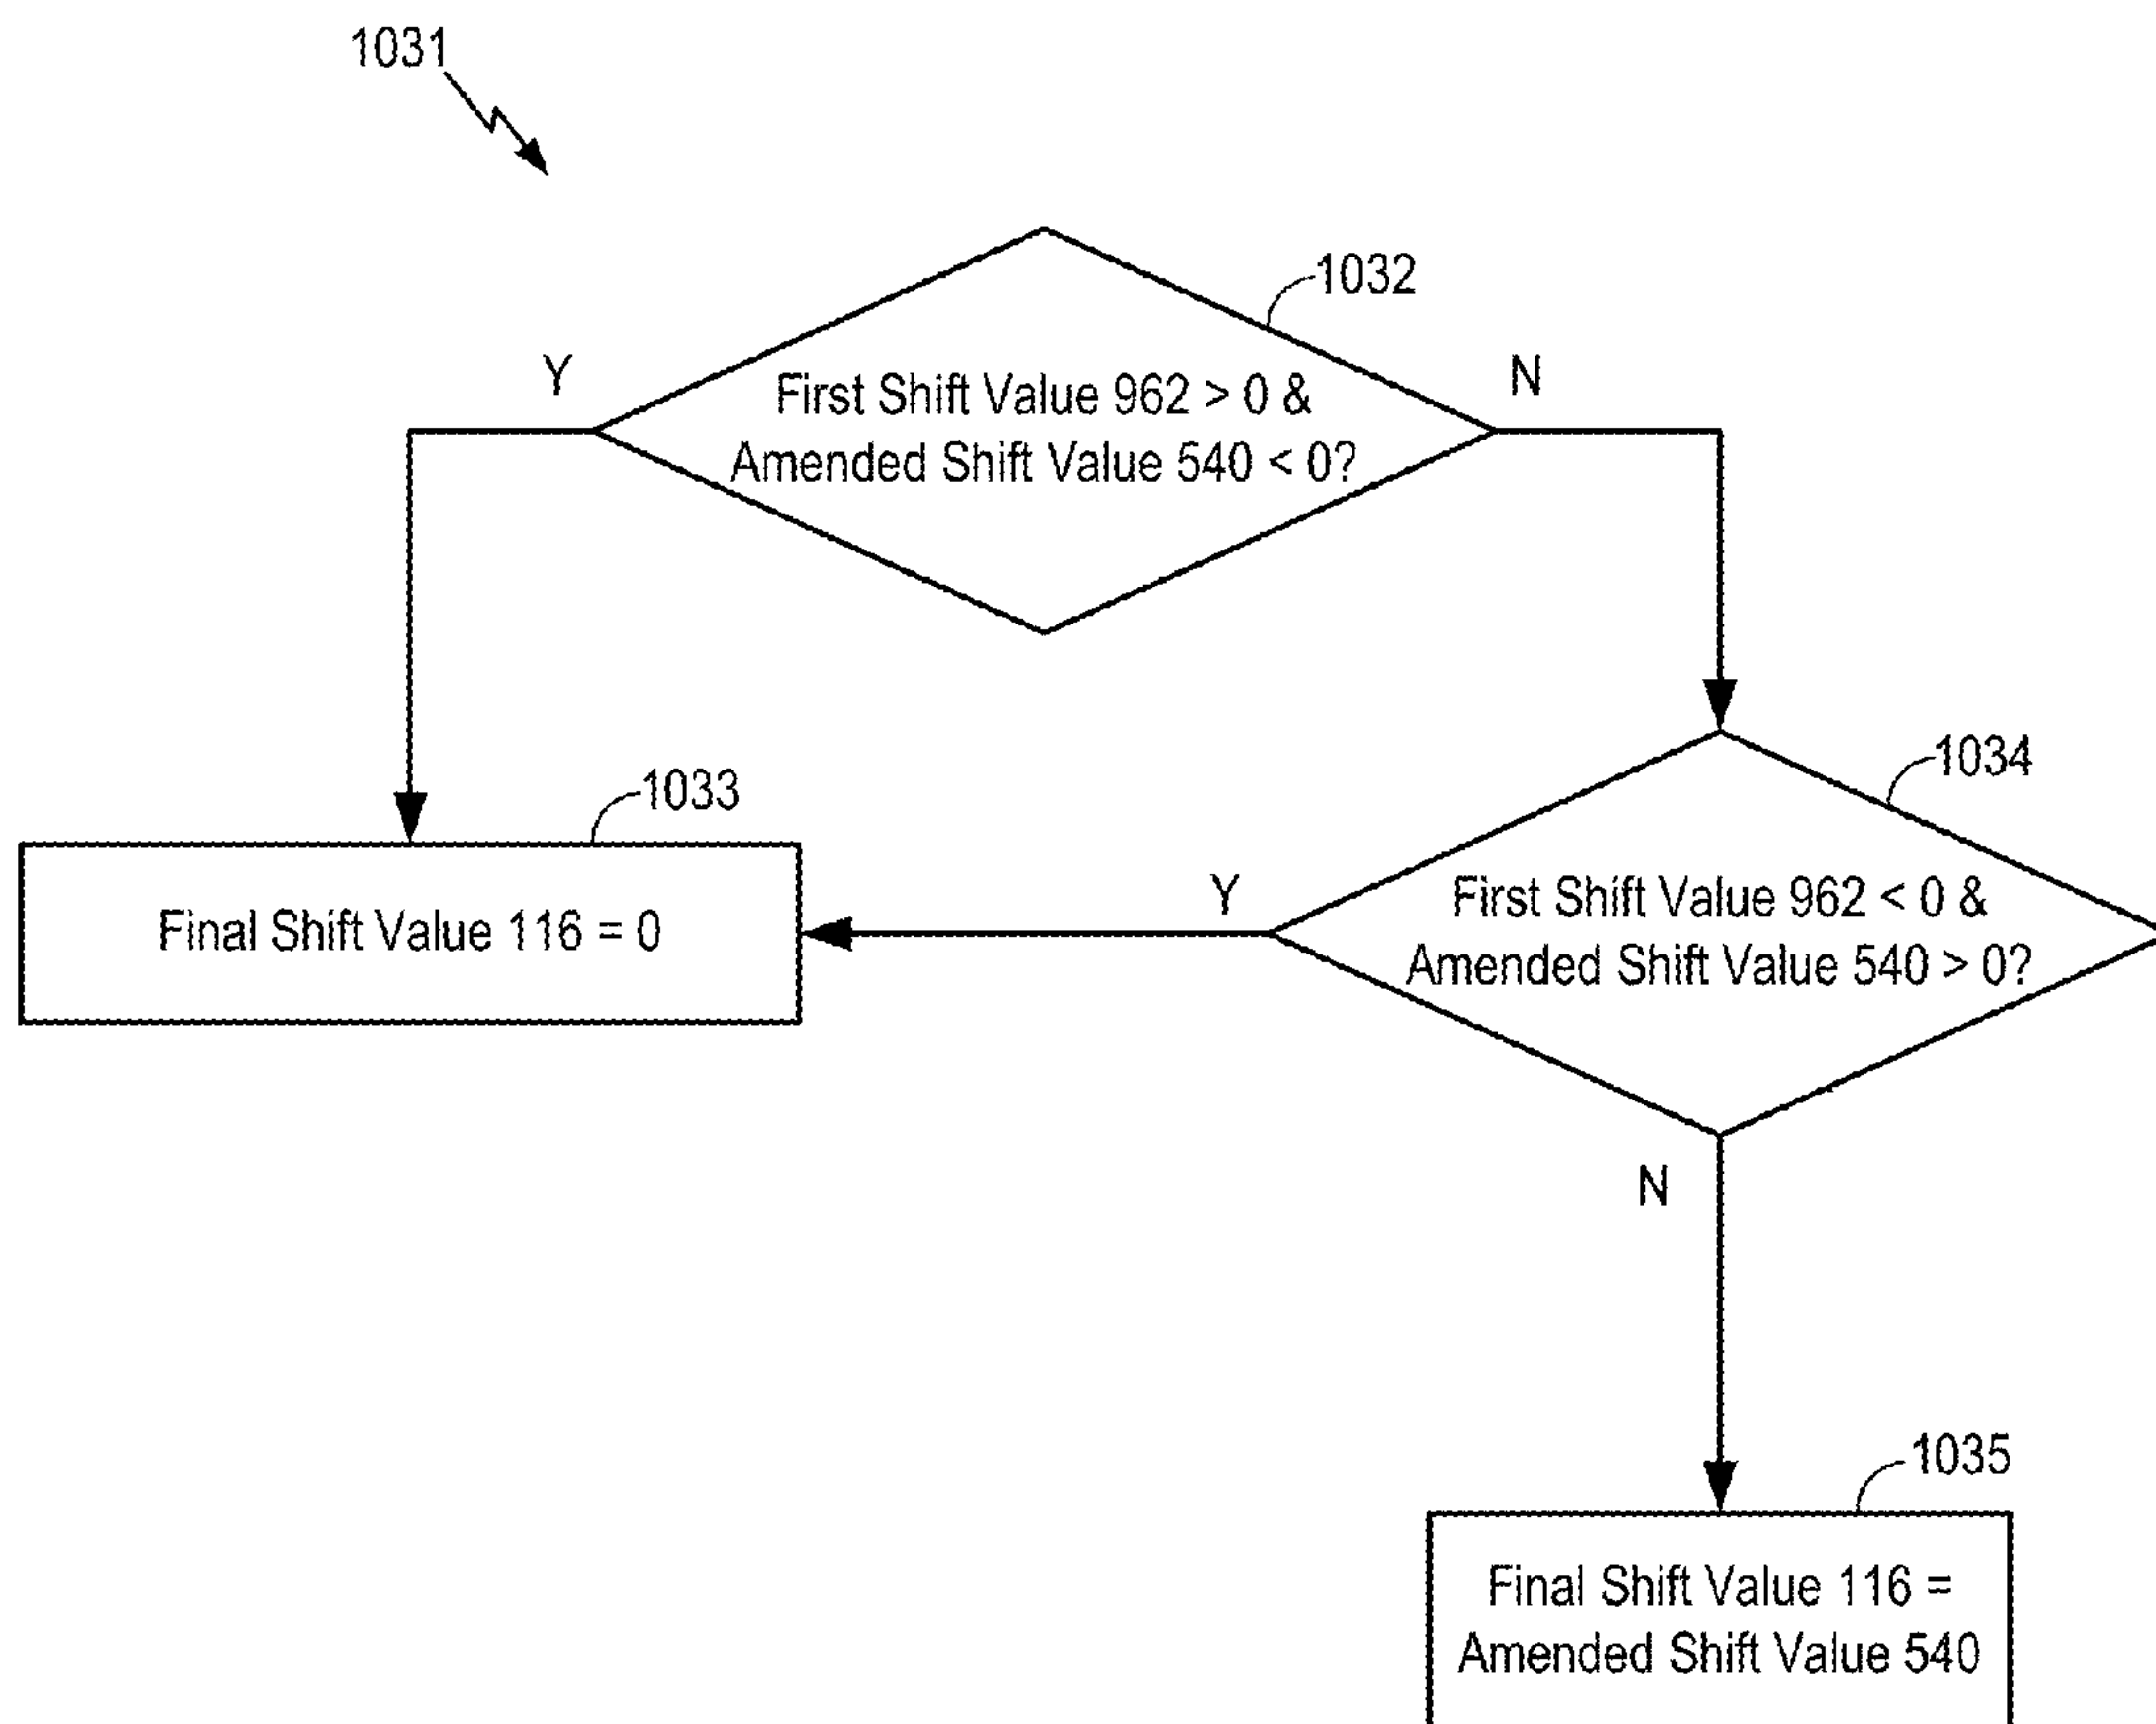 1031
1032
Y
N
First Shift Value 962 > 0 &
Amended Shift Value 540 < 0?
1033
1034
Final Shift Value 116 = 0
Y
First Shift Value 962 < 0 &
Amended Shift Value 540 > 0?
N
1035
Final Shift Value 116 =
Amended Shift Value 540